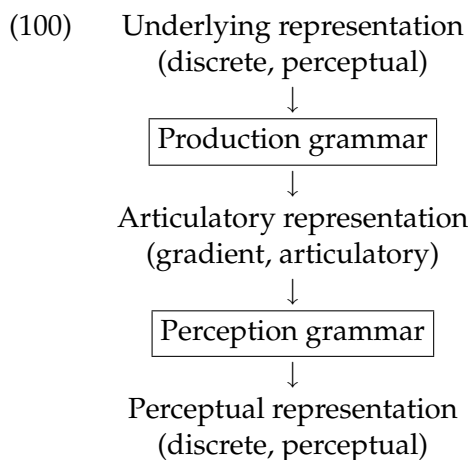 (100) Underlying representation
(discrete, perceptual)
↓
Production grammar
↓
Articulatory representation
(gradient, articulatory)
↓
Perception grammar
↓
Perceptual representation
(discrete, perceptual)